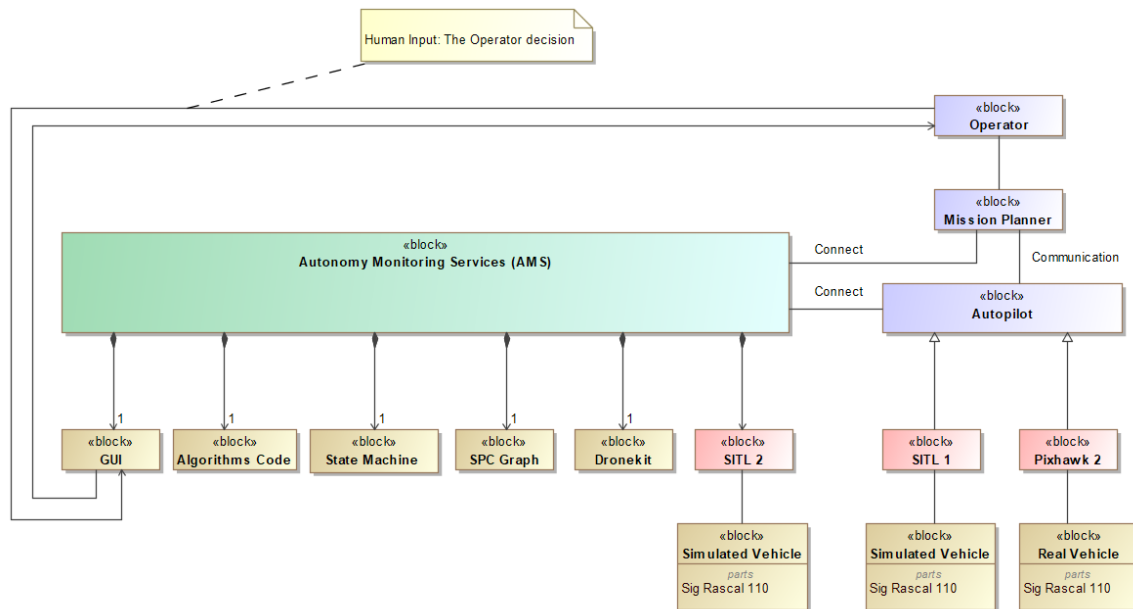 Human Input: The Operator decision
«block»
Operator
«block»
Mission Planner
«block»
Autonomy Monitoring Services (AMS)
Connect
Communication
Connect
«block»
Autopilot
1
1
1
1
1
«block»
GUI
«block»
Algorithms Code
«block»
State Machine
«block»
SPC Graph
«block»
Dronekit
«block»
SITL 2
«block»
SITL 1
«block»
Pixhawk 2
«block»
Simulated Vehicle
parts
Sig Rascal 110
«block»
Simulated Vehicle
parts
Sig Rascal 110
«block»
Real Vehicle
parts
Sig Rascal 110